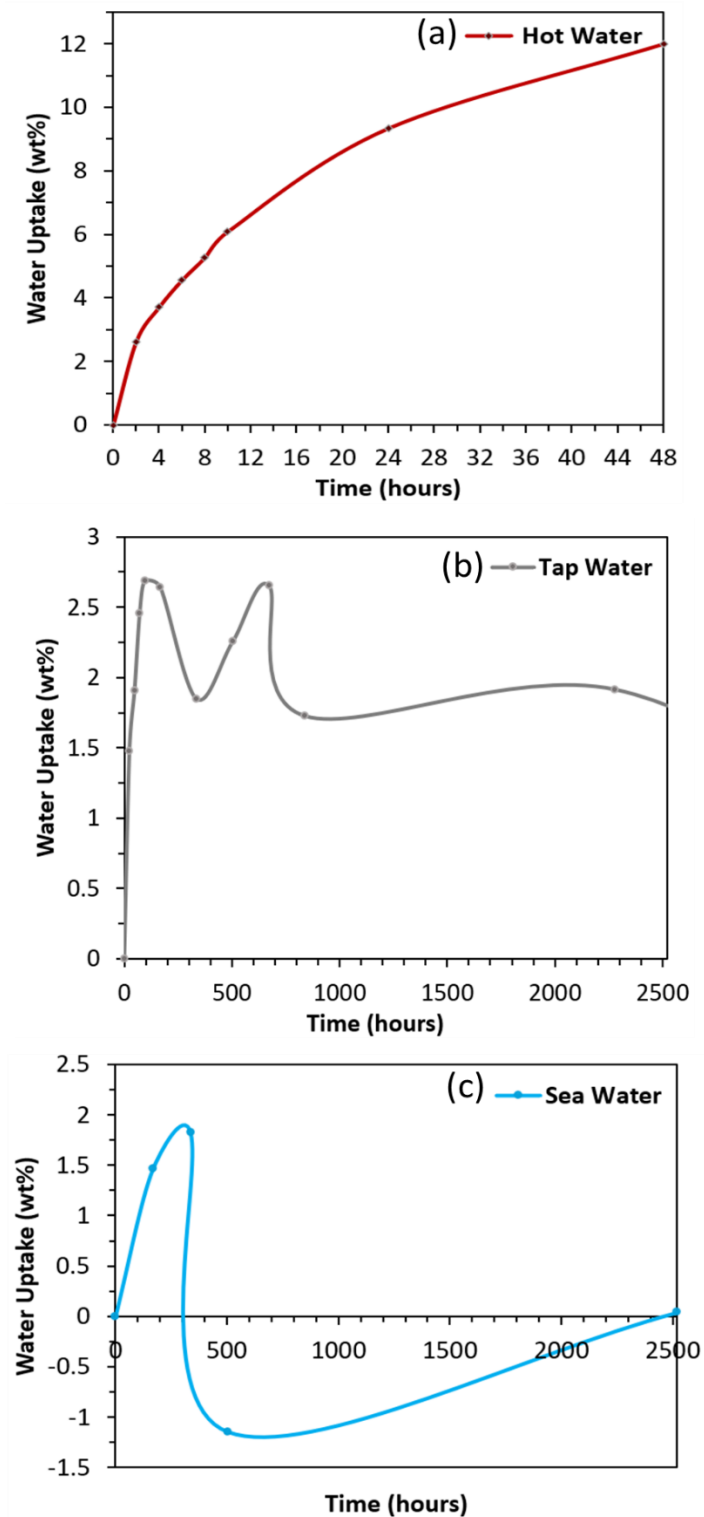 (a) Hot Water
12
10
8
6
4
2
0
Water Uptake (wt%)
0 4 8 12 16 20 24 28 32 36 40 44 48
Time (hours)
(b) Tap Water
3
2.5
2
1.5
1
0.5
0
Water Uptake (wt%)
0 500 1000 1500 2000 2500
Time (hours)
(c) Sea Water
2.5
2
1.5
1
0.5
0
-0.5
-1
-1.5
Water Uptake (wt%)
0 500 1000 1500 2000 2500
Time (hours)